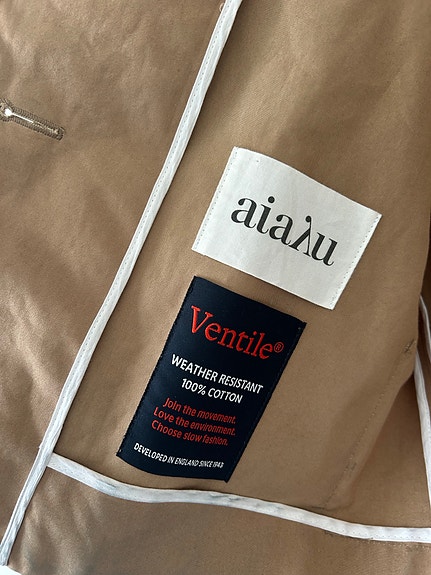 aiaλu
Ventile®
WEATHER RESISTANT
100% COTTON
Join the movement.
Love the environment.
Choose slow fashion.
DEVELOPED IN ENGLAND SINCE 1943